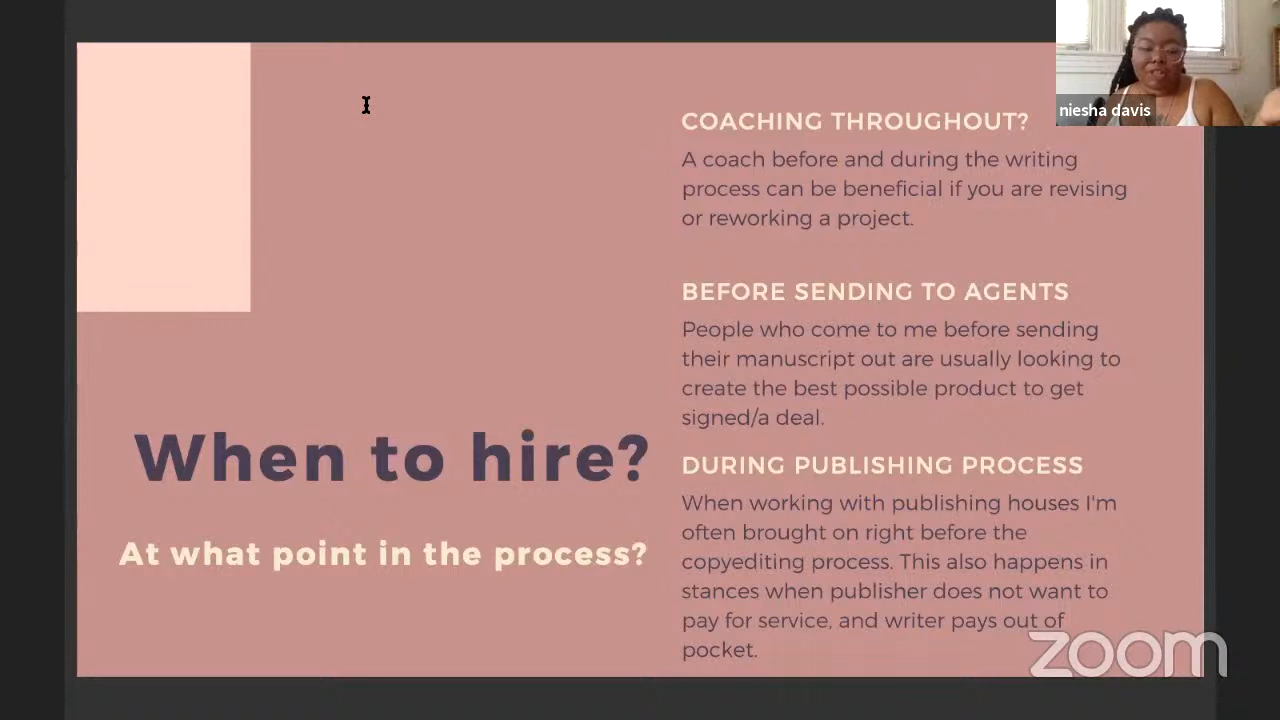 niesha davis
COACHING THROUGHOUT?
A coach before and during the writing
process can be beneficial if you are revising
or reworking a project.
BEFORE SENDING TO AGENTS
People who come to me before sending
their manuscript out are usually looking to
create the best possible product to get
signed/a deal.
When to hire?
At what point in the process?
DURING PUBLISHING PROCESS
When working with publishing houses I'm
often brought on right before the
copyediting process. This also happens in
stances when publisher does not want to
pay for service, and writer pays out of
pocket.
zoom